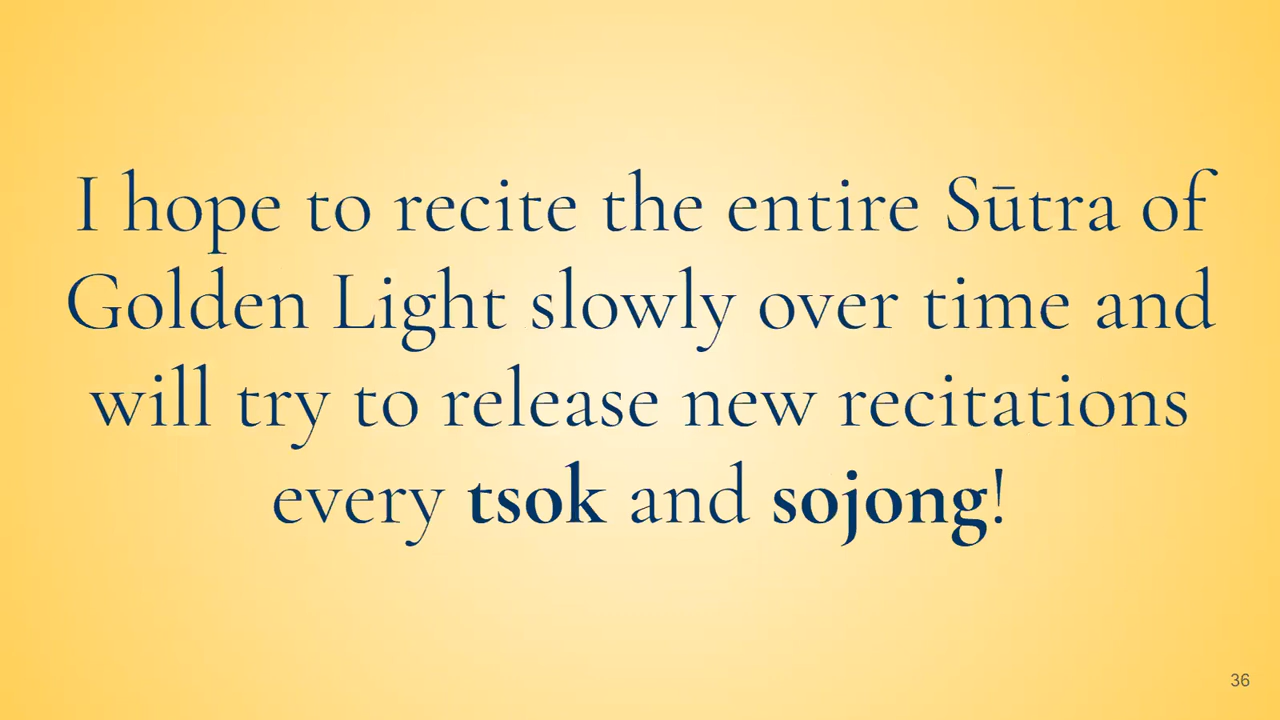 I hope to recite the entire Sūtra of
Golden Light slowly over time and
will try to release new recitations
every tsok and sojong!
36